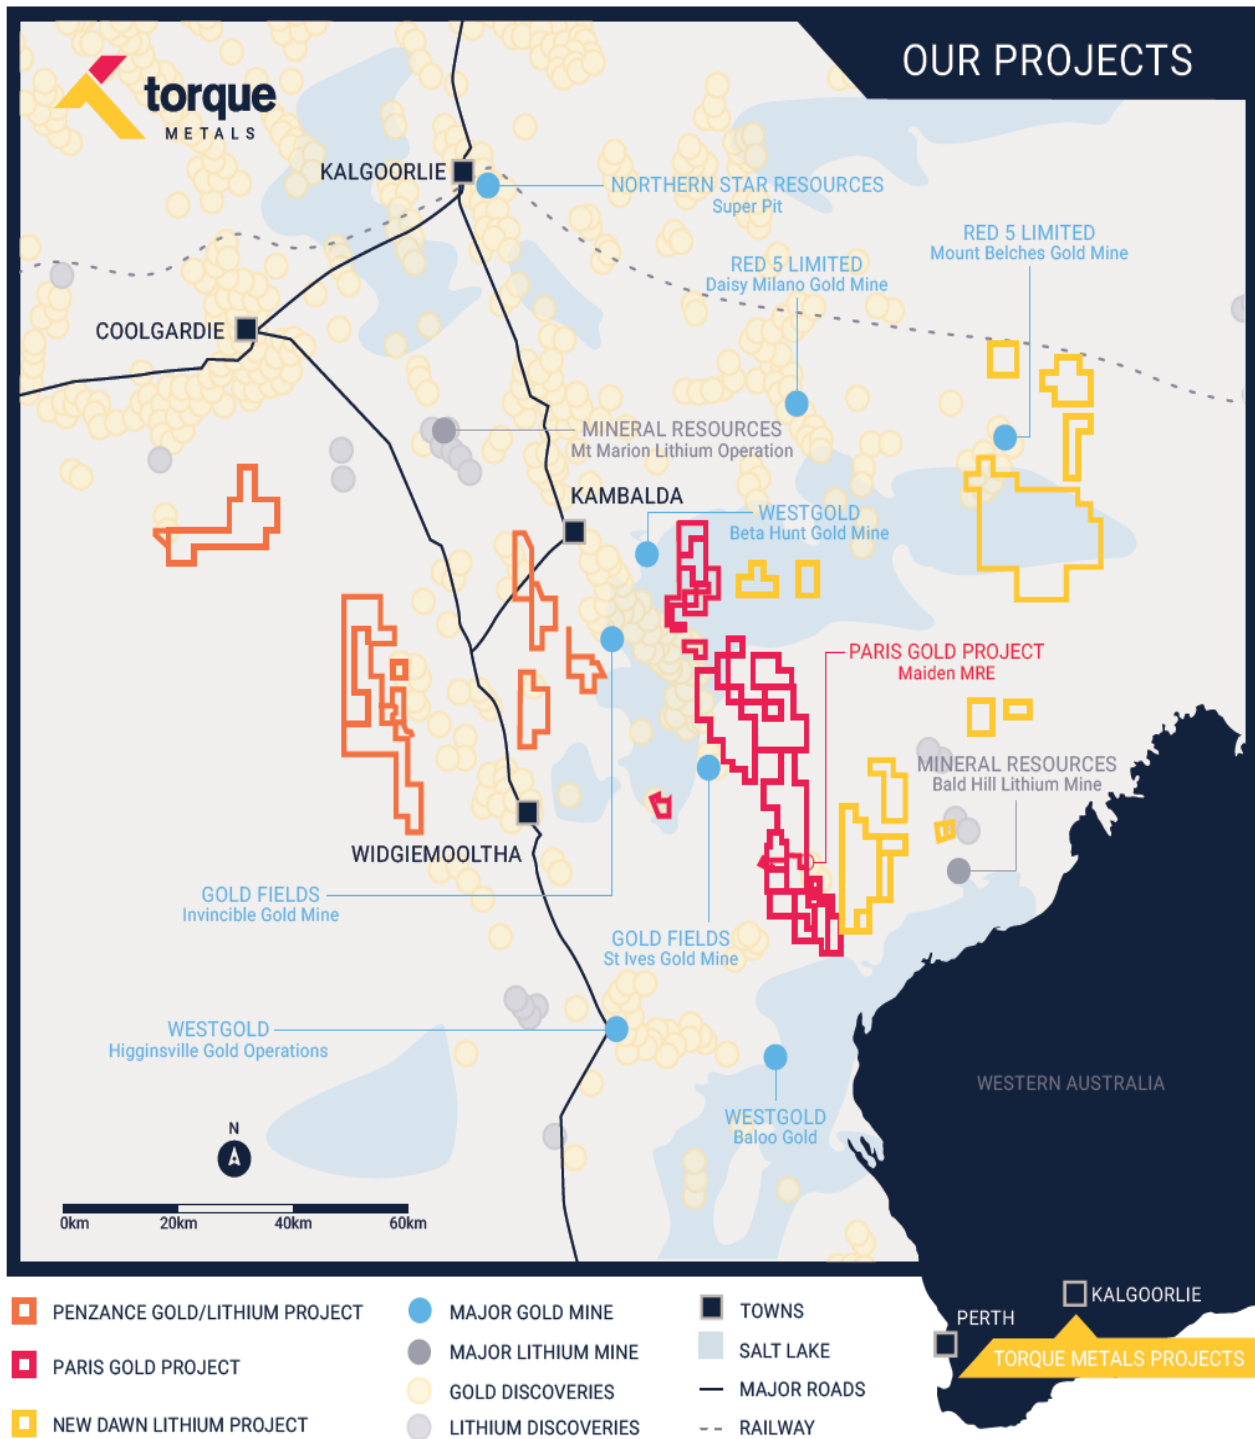 OUR PROJECTS
torque
METALS
KALGOORLIE
NORTHERN STAR RESOURCES
Super Pit
RED 5 LIMITED
Mount Belches Gold Mine
RED 5 LIMITED
Daisy Milano Gold Mine
COOLGARDIE
MINERAL RESOURCES
Mt Marion Lithium Operation
KAMBALDA
WESTGOLD
Beta Hunt Gold Mine
PARIS GOLD PROJECT
Maiden MRE
MINERAL RESOURCES
Bald Hill Lithium Mine
WIDGIEMOOLTHA
GOLD FIELDS
Invincible Gold Mine
GOLD FIELDS
St Ives Gold Mine
WESTGOLD
Higginsville Gold Operations
WESTERN AUSTRALIA
WESTGOLD
Baloo Gold
N
0km 20km 40km 60km
PENZANCE GOLD/LITHIUM PROJECT
PARIS GOLD PROJECT
NEW DAWN LITHIUM PROJECT
MAJOR GOLD MINE
MAJOR LITHIUM MINE
GOLD DISCOVERIES
LITHIUM DISCOVERIES
TOWNS
SALT LAKE
MAJOR ROADS
RAILWAY
KALGOORLIE
PERTH
TORQUE METALS PROJECTS